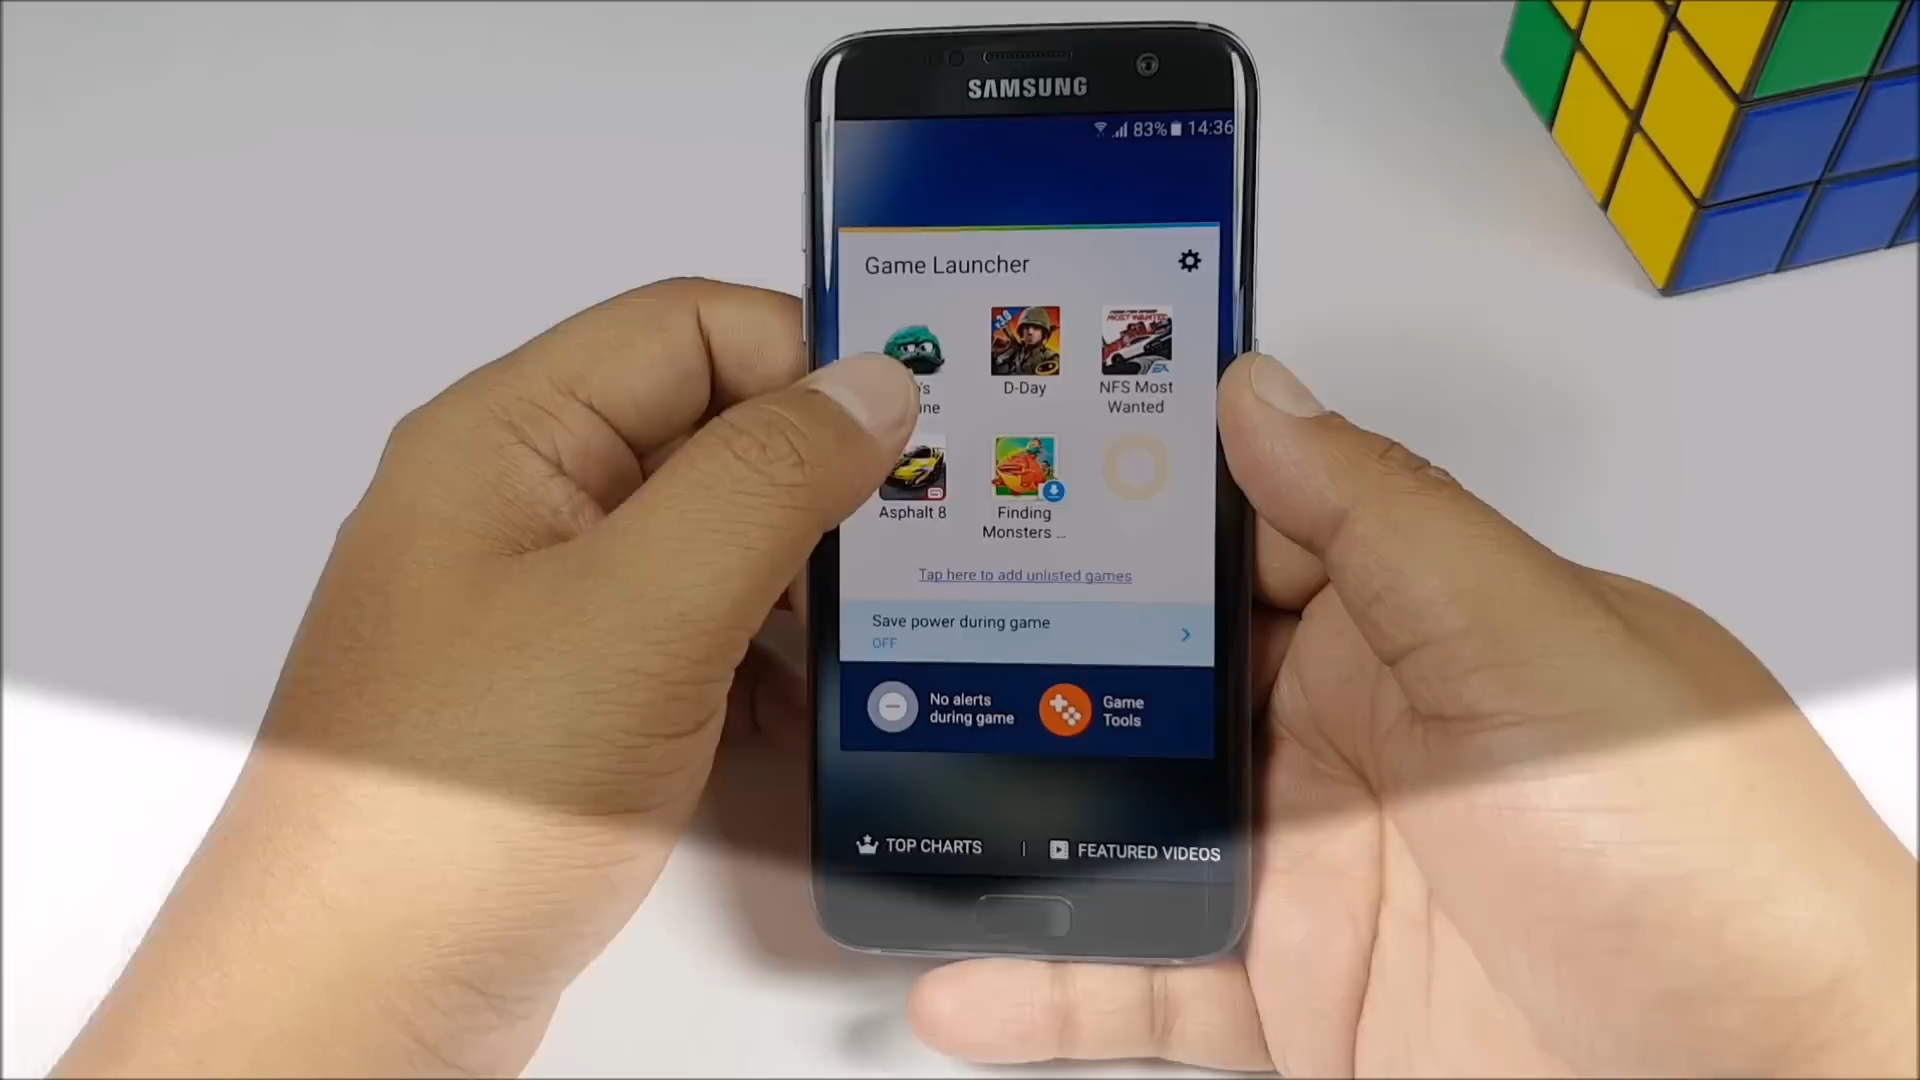 SAMSUNG
83% 14:36
Game Launcher
D-Day
NFS Most
Wanted
Asphalt 8
Finding
Monsters ...
Tap here to add unlisted games
Save power during game
OFF
No alerts
during game
Game
Tools
TOP CHARTS | FEATURED VIDEOS